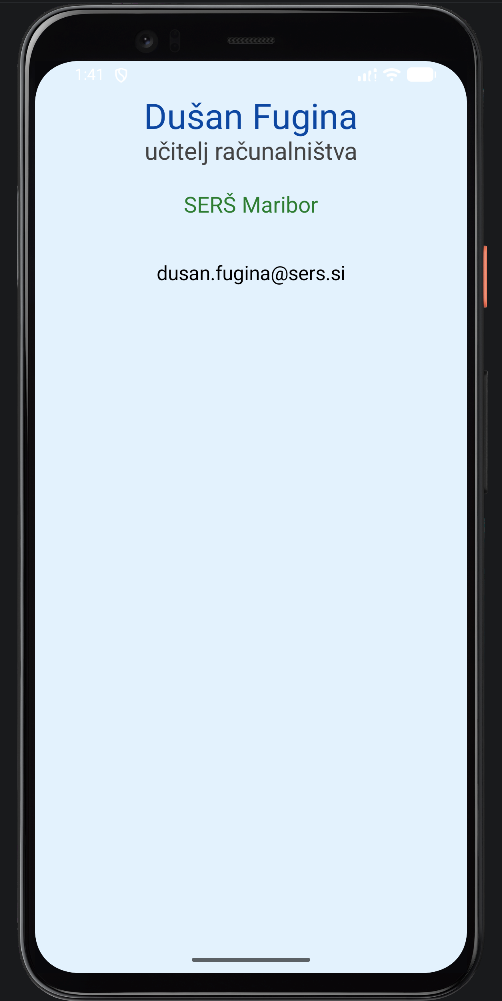 1:41
Dušan Fugina
učitelj računalništva
SERŠ Maribor
dusan.fugina@sers.si